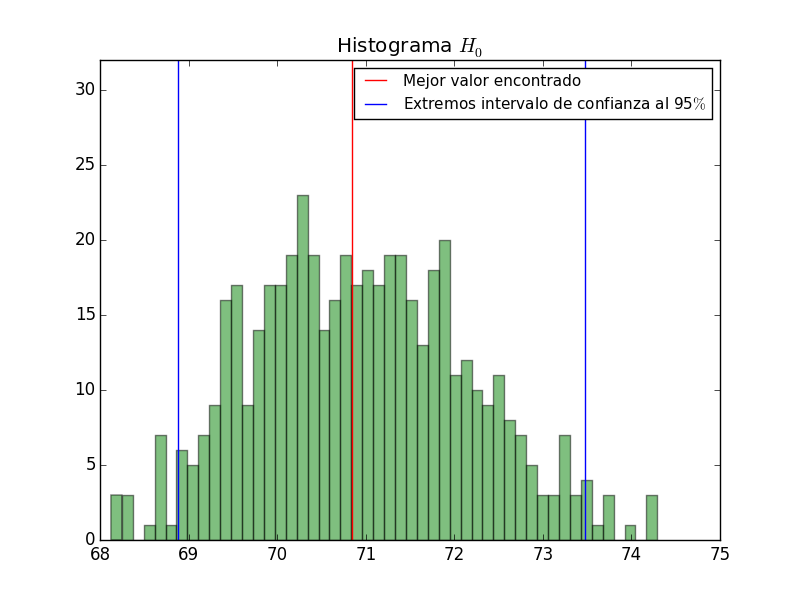 Histograma H₀
Mejor valor encontrado
Extremos intervalo de confianza al 95%
30
25
20
15
10
5
0
68 69 70 71 72 73 74 75